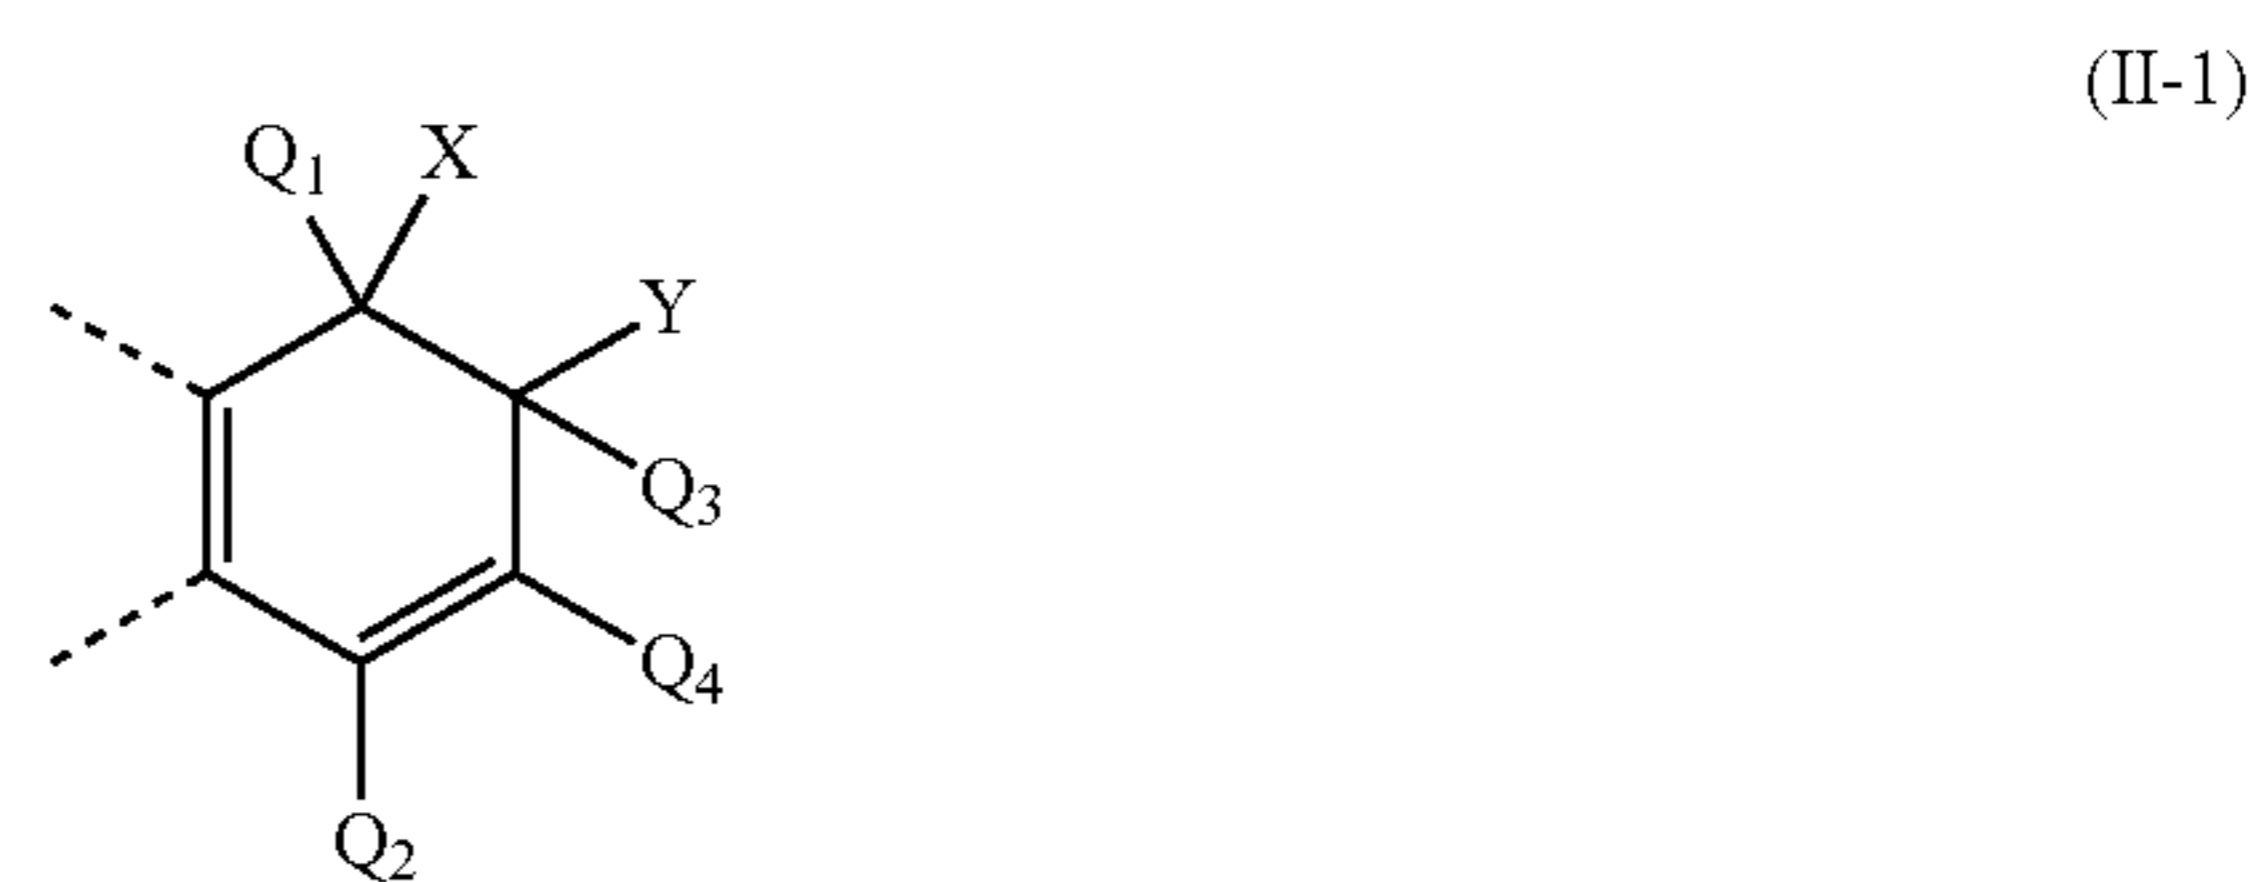 (II-1)
Q₁ X
Y
Q₃
Q₄
Q₂